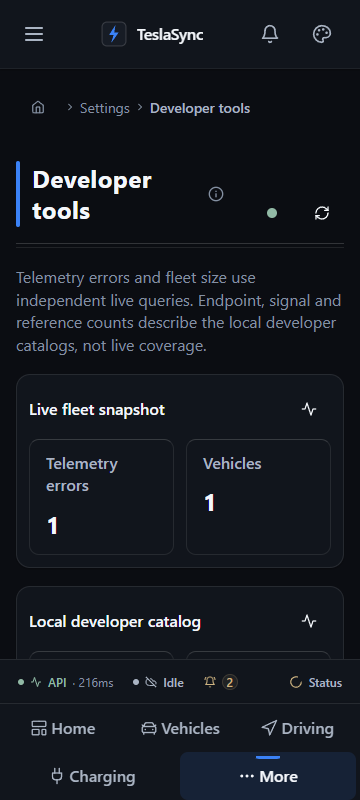 TeslaSync
Settings
Developer tools
Developer
tools
Telemetry errors and fleet size use
independent live queries. Endpoint, signal and
reference counts describe the local developer
catalogs, not live coverage.
Live fleet snapshot
Telemetry
errors
1
Vehicles
1
Local developer catalog
API · 216ms
Idle
2
Status
Home
Vehicles
Driving
Charging
More